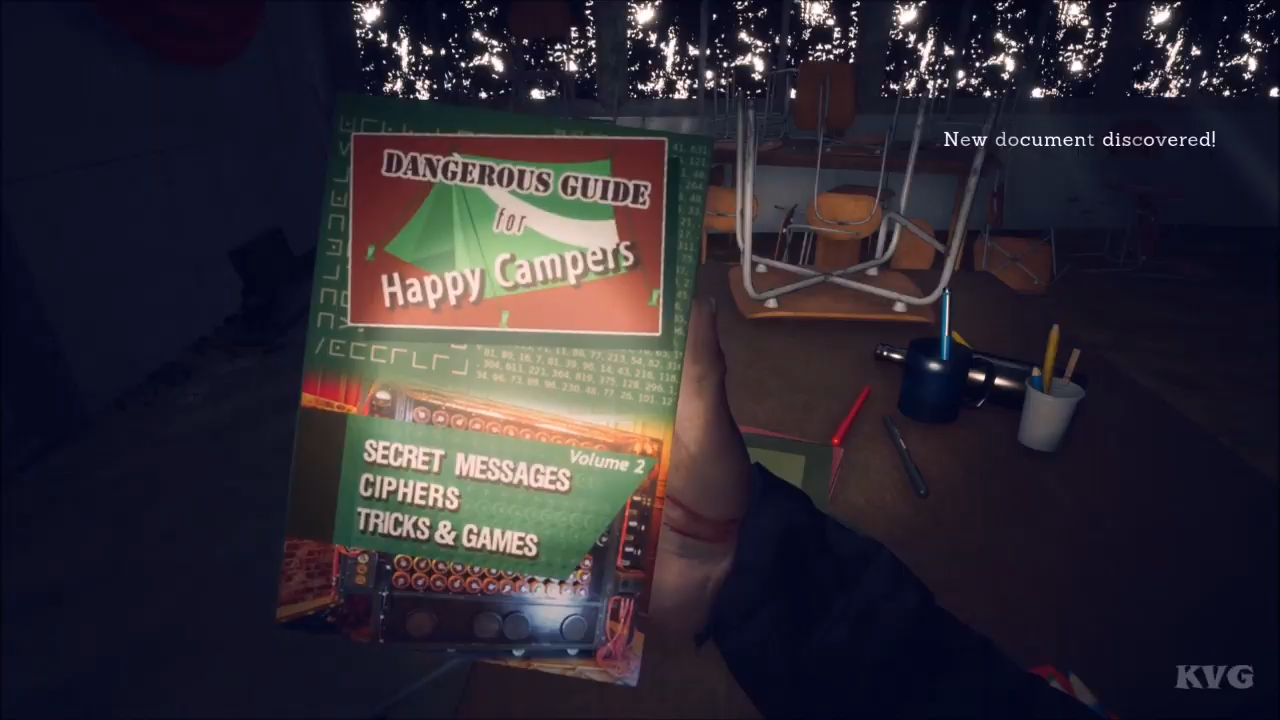 New document discovered!
DANGEROUS GUIDE
for
Happy Campers
Volume 2
SECRET MESSAGES
CIPHERS
TRICKS & GAMES
KVG